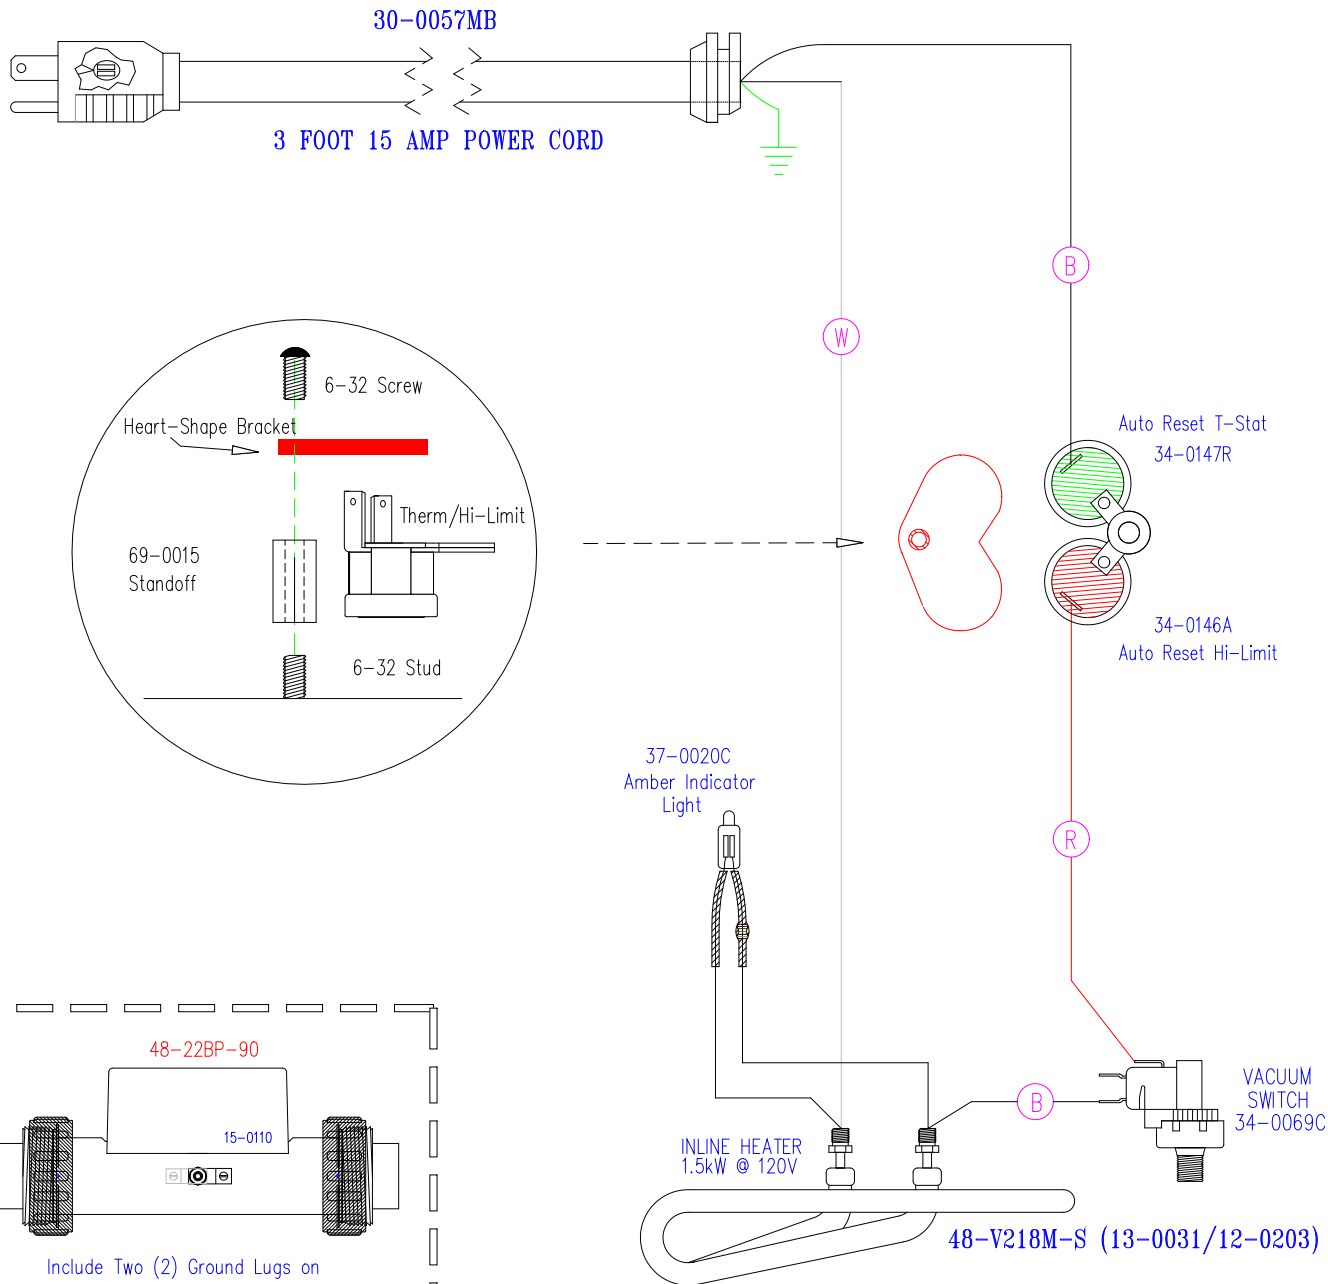 30-0057MB
3 FOOT 15 AMP POWER CORD
B
W
6-32 Screw
Heart-Shape Bracket
Therm/Hi-Limit
69-0015
Standoff
6-32 Stud
Auto Reset T-Stat
34-0147R
34-0146A
Auto Reset Hi-Limit
37-0020C
Amber Indicator
Light
R
48-22BP-90
15-0110
Include Two (2) Ground Lugs on
B
VACUUM
SWITCH
34-0069C
INLINE HEATER
1.5kW @ 120V
48-V218M-S (13-0031/12-0203)